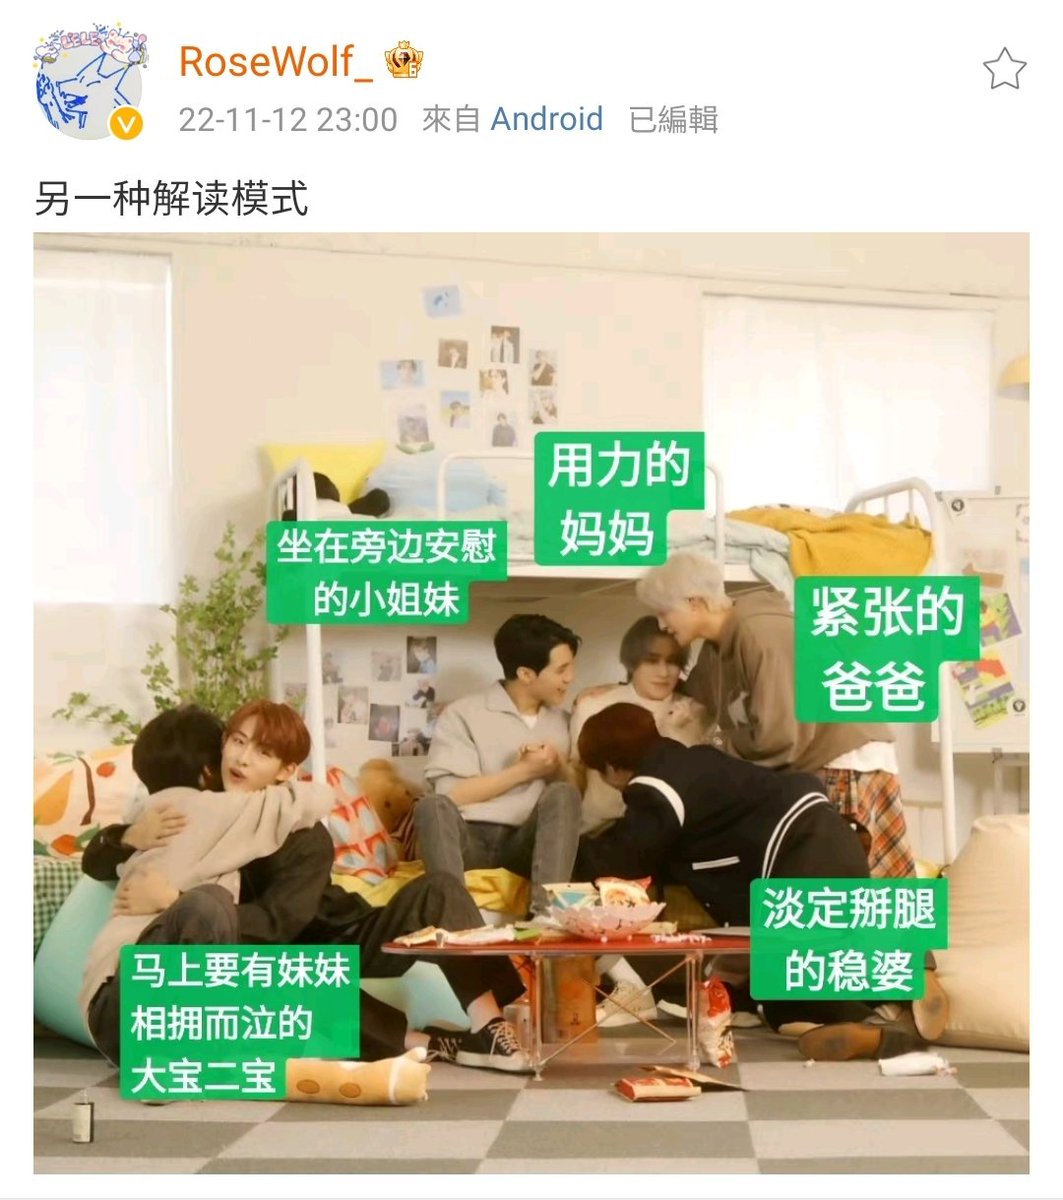 RoseWolf_
22-11-12 23:00 來自 Android 已編輯
另一种解读模式
用力的
妈妈
坐在旁边安慰
的小姐妹
紧张的
爸爸
淡定掰腿
的稳婆
马上要有妹妹
相拥而泣的
大宝二宝